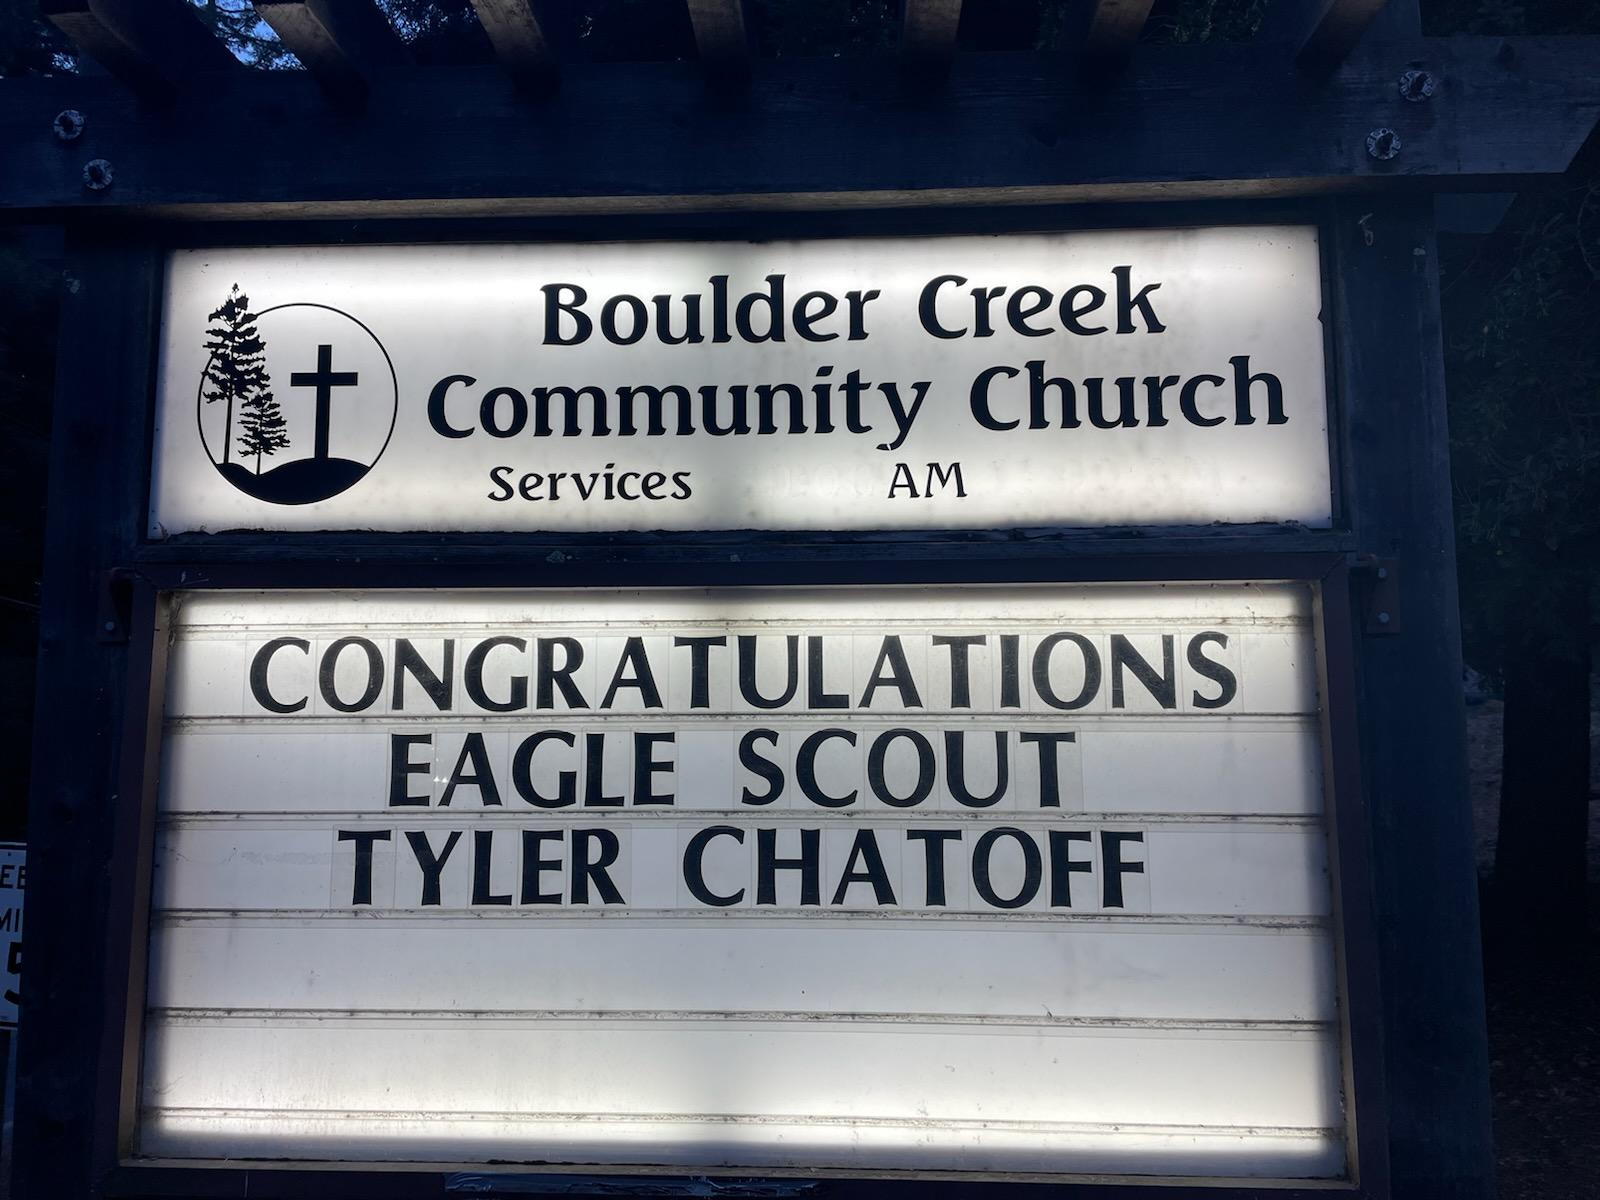 Boulder Creek
Community Church
Services AM
CONGRATULATIONS
EAGLE SCOUT
TYLER CHATOFF